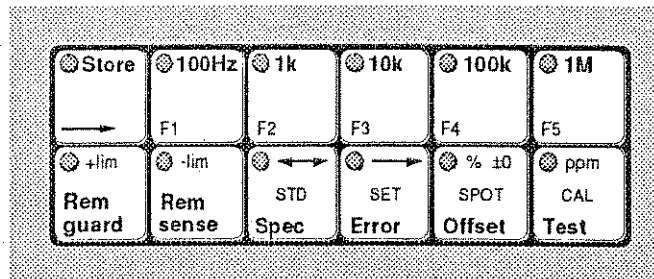 Store 100Hz 1k 10k 100k 1M
F1 F2 F3 F4 F5
+lim -lim % ±0 ppm
STD SET SPOT CAL
Rem guard Rem sense Spec Error Offset Test